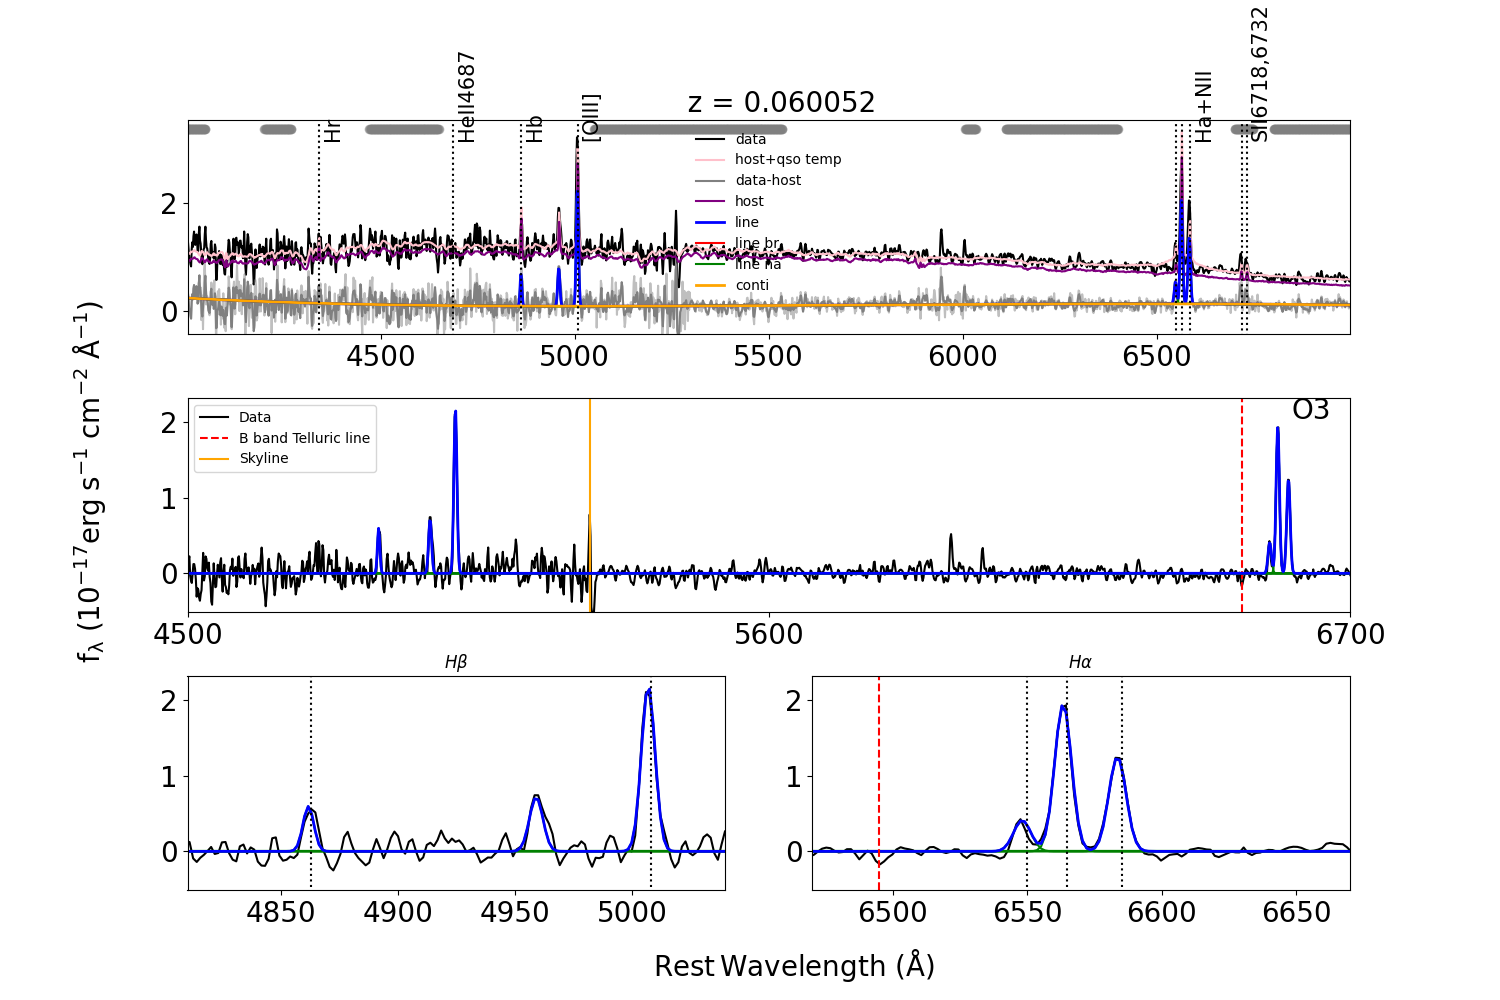 z = 0.060052
Hr
HeII4687
Hb
[OIII]
Ha+NII
SII6718,6732
data
host+qso temp
data-host
host
line
line br
line na
conti
2
0
4500
5000
5500
6000
6500
f_λ (10^{-17}erg s^{-1} cm^{-2} Å^{-1})
O3
Data
B band Telluric line
Skyline
2
1
0
4500
5600
6700
Hβ
2
1
0
4850
4900
4950
5000
Hα
2
1
0
6500
6550
6600
6650
Rest Wavelength (Å)